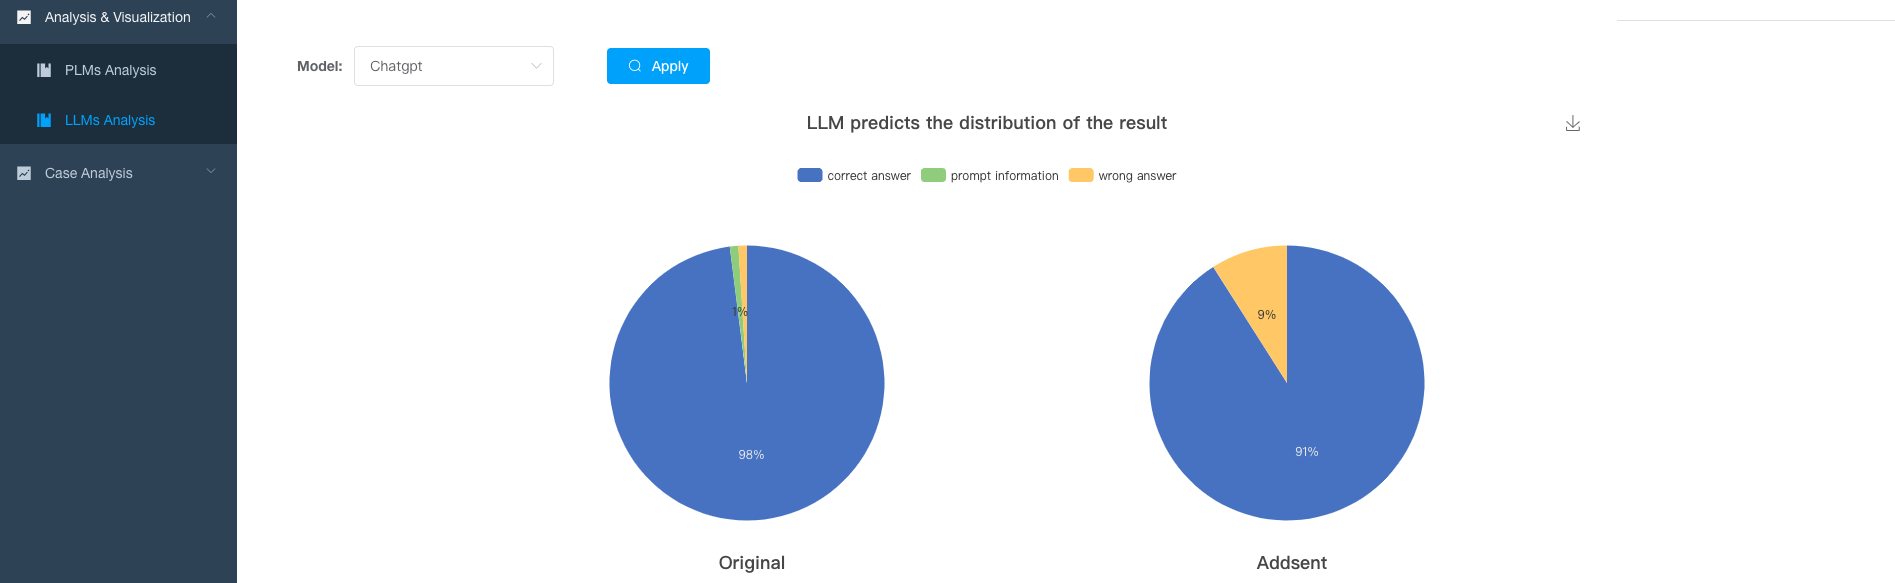 Analysis & Visualization
PLMs Analysis
LLMs Analysis
Case Analysis
Model: Chatgpt Apply
LLM predicts the distribution of the result
correct answer prompt information wrong answer
1%
98%
Original
9%
91%
Addsent